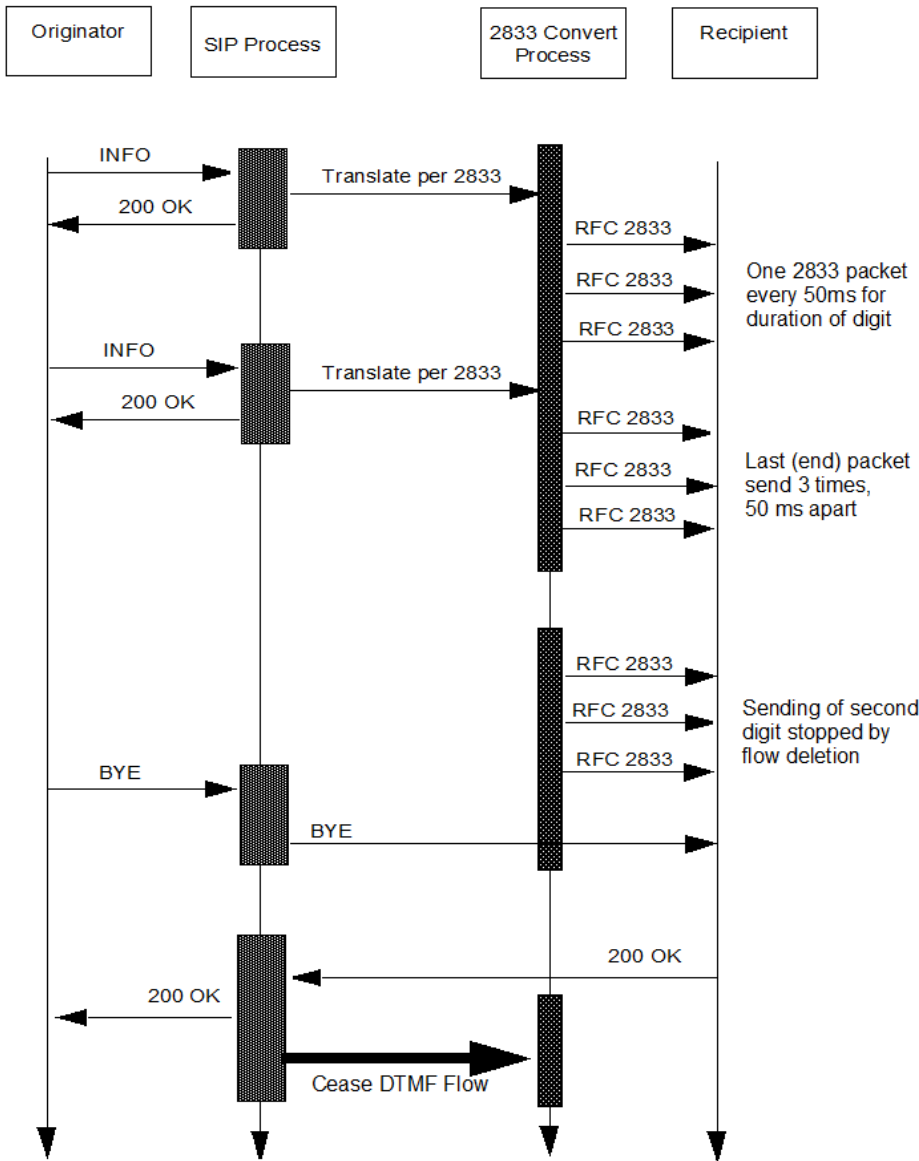 Originator
SIP Process
2833 Convert
Process
Recipient
INFO
Translate per 2833
200 OK
RFC 2833
RFC 2833
One 2833 packet
every 50ms for
duration of digit
RFC 2833
INFO
Translate per 2833
200 OK
RFC 2833
RFC 2833
Last (end) packet
send 3 times,
50 ms apart
RFC 2833
RFC 2833
RFC 2833
Sending of second
digit stopped by
flow deletion
RFC 2833
BYE
BYE
200 OK
200 OK
Cease DTMF Flow